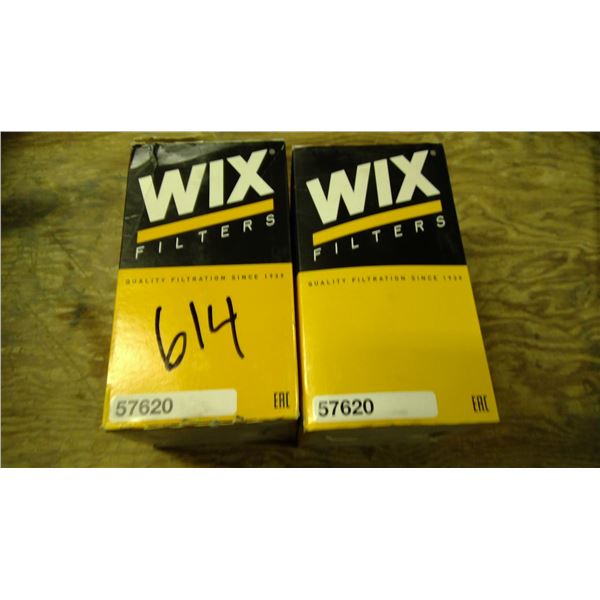 WIX®
FILTERS
QUALITY FILTRATION SINCE 1939
614
57620
EAC
WIX®
FILTERS
QUALITY FILTRATION SINCE 1939
57620
EAC